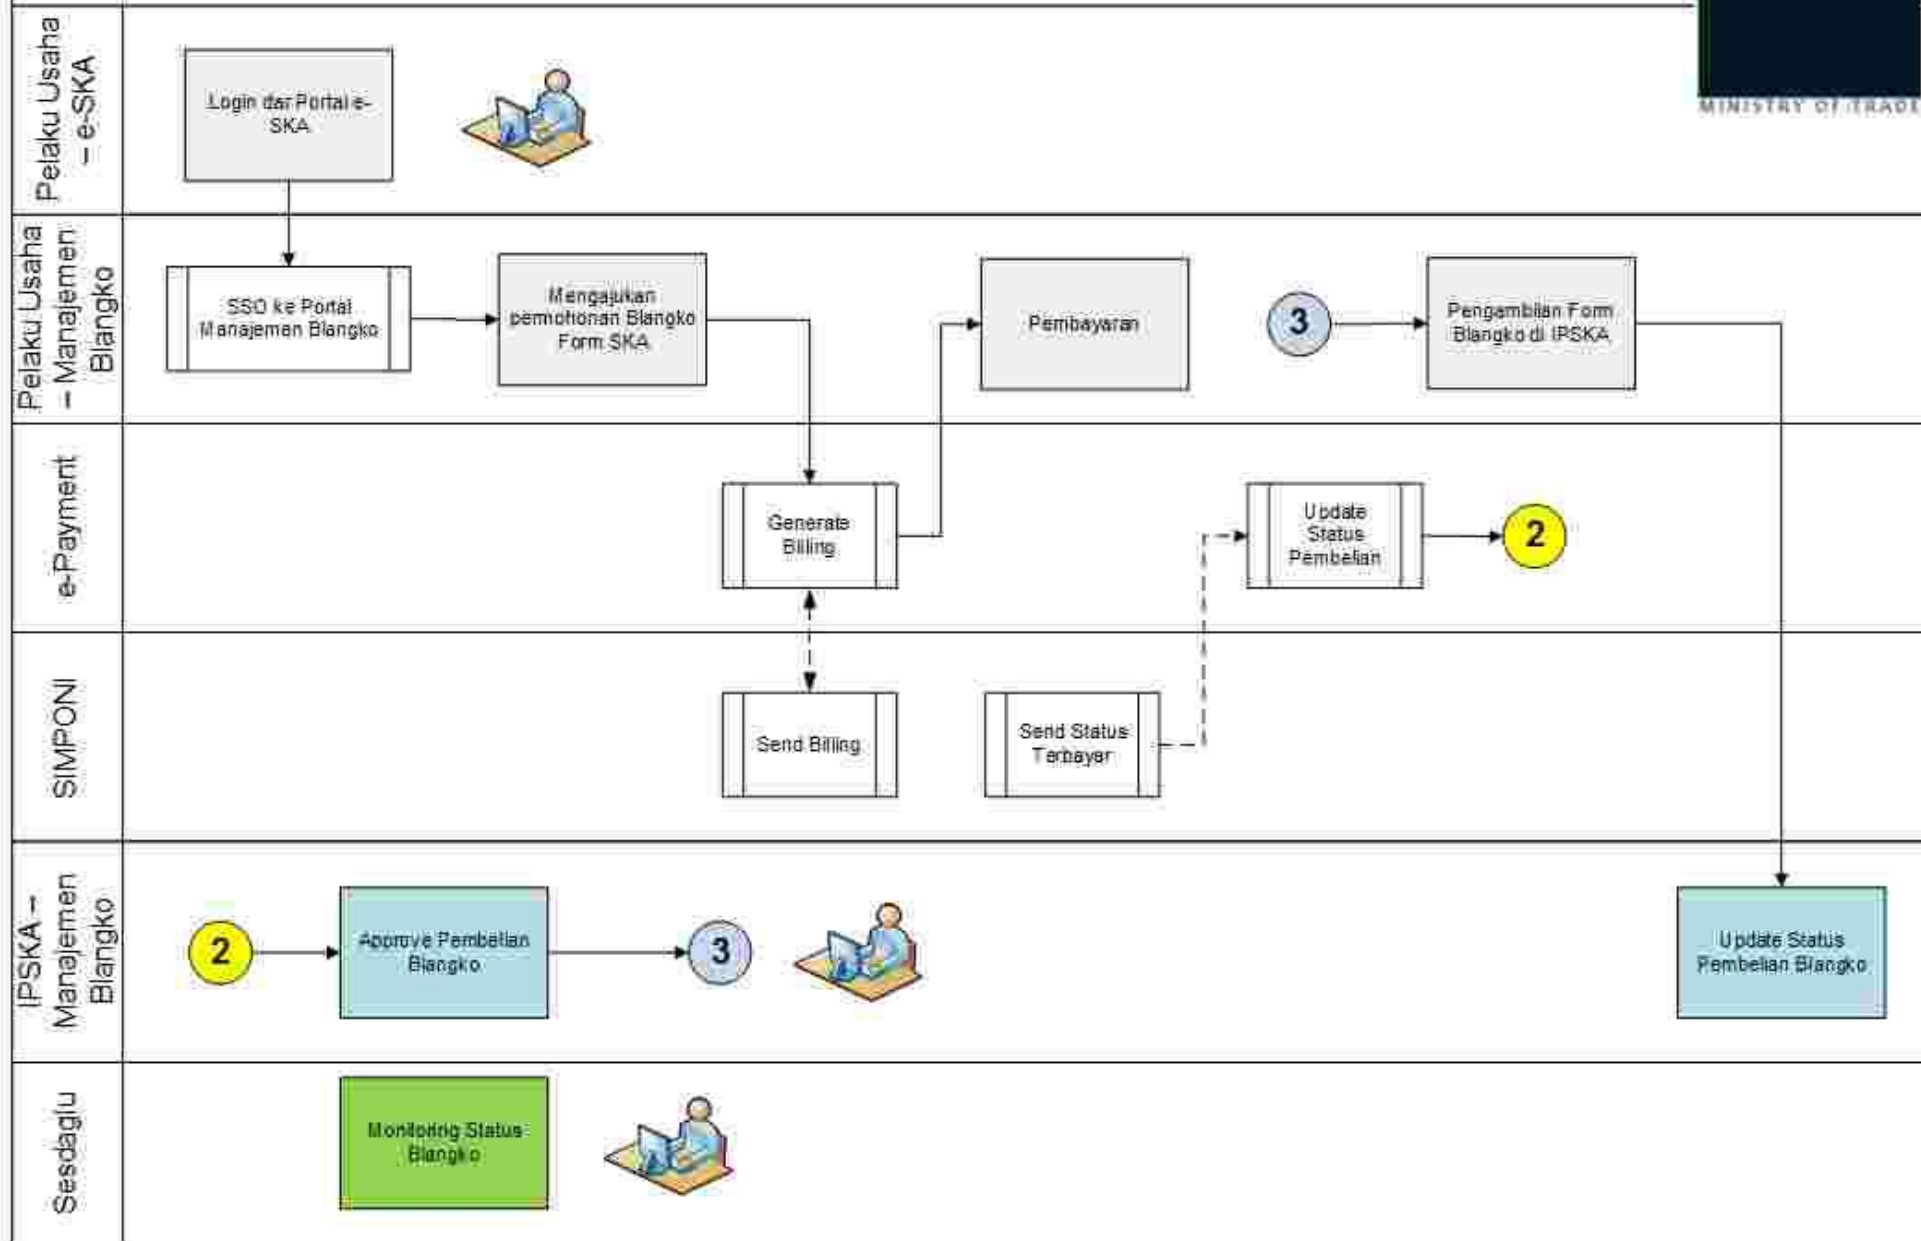 MINISTRY OF TRADE
Pelaku Usaha
– e-SKA
Login dari Portal e-
SKA
Pelaku Usaha
– Manajemen
Blangko
SSO ke Portal
Manajemen Blangko
Mengajukan
permohonan Blangko
Form SKA
Pembayaran
3
Pengambilan Form
Blangko di IPSKA
e-Payment
Generate
Billing
Update
Status
Pembelian
2
SIMPONI
Send Billing
Send Status
Terbayar
IPSKA –
Manajemen
Blangko
2
Approve Pembelian
Blangko
3
Update Status
Pembelian Blangko
Sesdaglu
Monitoring Status
Blangko